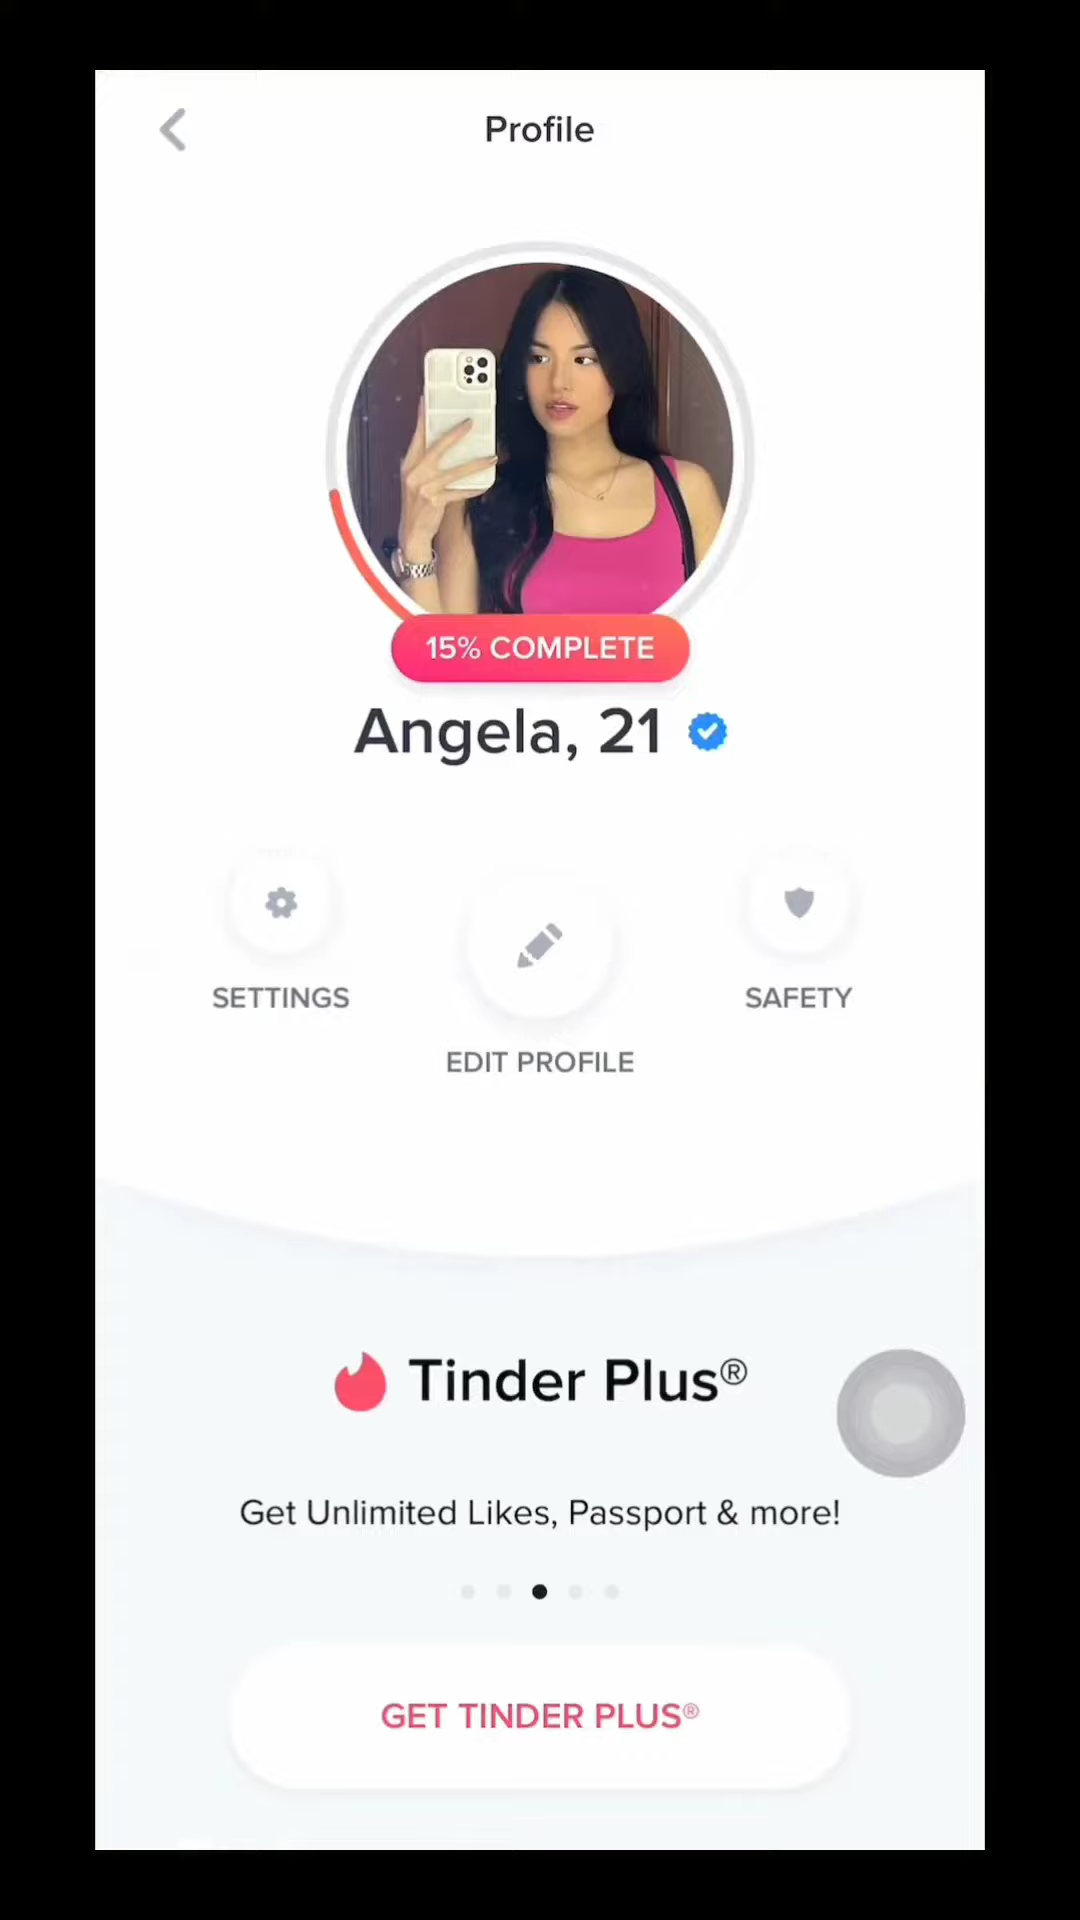 Profile
15% COMPLETE
Angela, 21
SETTINGS
SAFETY
EDIT PROFILE
Tinder Plus®
Get Unlimited Likes, Passport & more!
GET TINDER PLUS®